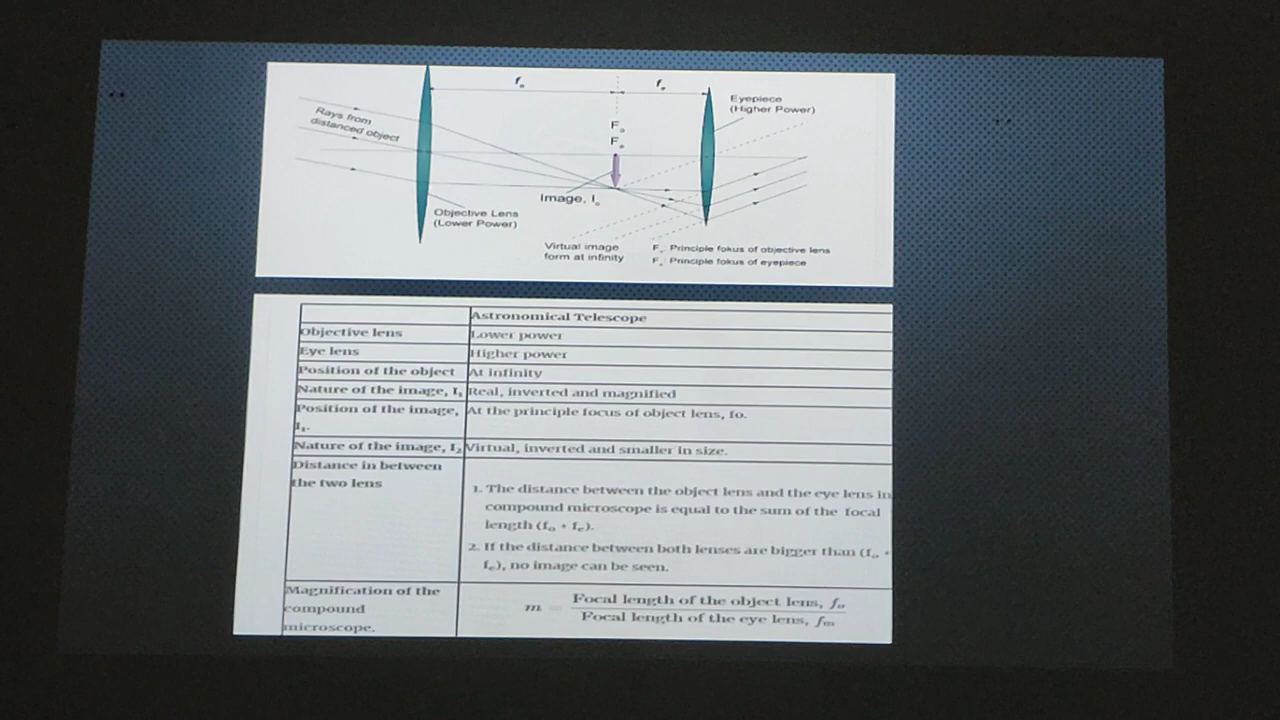 fₒ fₑ
Eyepiece
(Higher Power)
Rays from
distanced object
Fₒ
Fₑ
Image, Iₒ
Objective Lens
(Lower Power)
Virtual image
form at infinity
Fₒ: Principle fokus of objective lens
Fₑ: Principle fokus of eyepiece
Astronomical Telescope
Objective lens Lower power
Eye lens Higher power
Position of the object At infinity
Nature of the image, I₁ Real, inverted and magnified
Position of the image, At the principle focus of object lens, fo.
I₁.
Nature of the image, I₂ Virtual, inverted and smaller in size.
Distance in between
the two lens
1. The distance between the object lens and the eye lens in
compound microscope is equal to the sum of the focal
length (fₒ + fₑ).
2. If the distance between both lenses are bigger than (fₒ +
fₑ), no image can be seen.
Magnification of the
compound
microscope.
m = Focal length of the object lens, fₒ
Focal length of the eye lens, fₘ